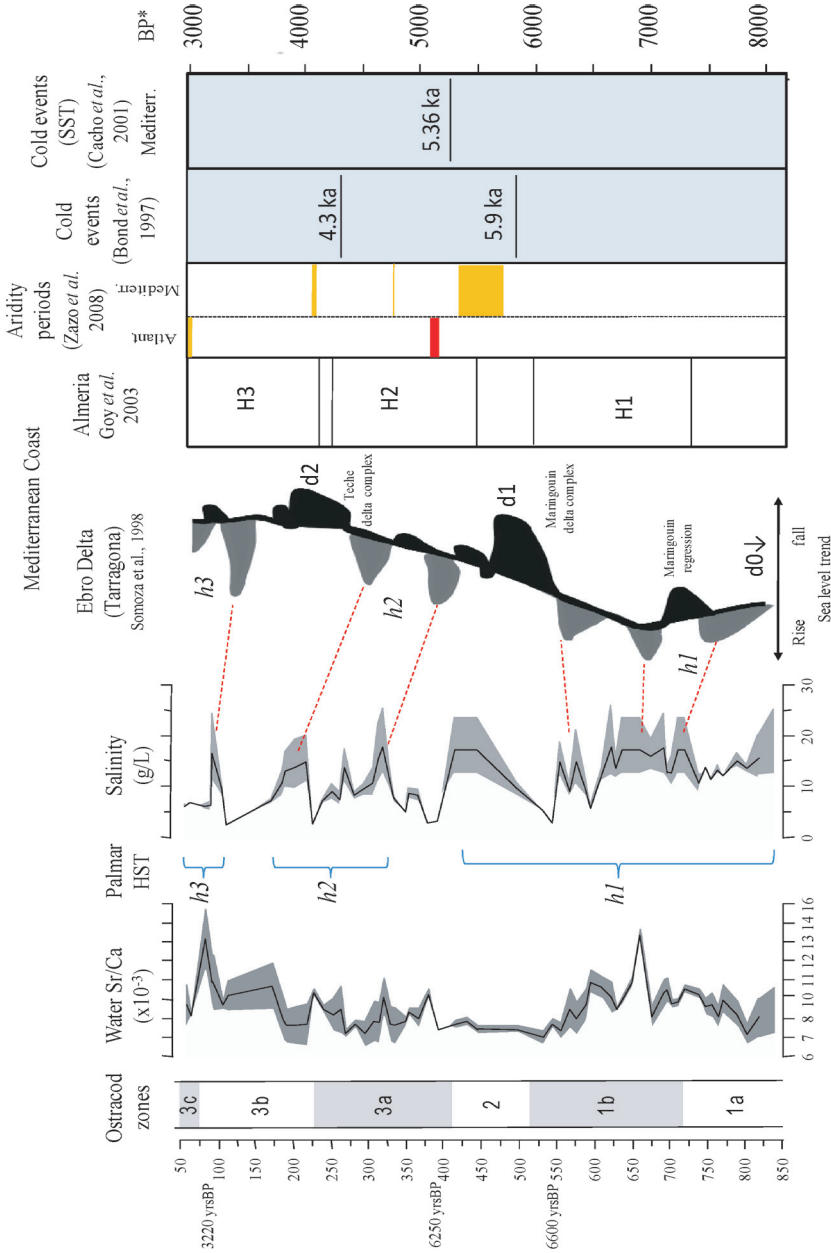 Mediterranean Coast
Ostracod
zones
Water Sr/Ca
(x10-3)
Palmar
HST
Salinity
(g/L)
Ebro Delta
(Tarragona)
Somoza et al., 1998
Almeria
Goy et al.
2003
Aridity
periods
(Zazo et al.
2008)
Atlant.
Mediterr.
Cold
events
(Bond et al.,
1997)
Cold events
(SST)
(Cacho et al.,
2001)
Mediterr.
BP*
50
100
150
200
250
300
350
400
450
500
550
600
650
700
750
800
850
3220 yrsBP
6250 yrsBP
6600 yrsBP
3c
3b
3a
2
1b
1a
6 7 8 9 10 11 12 13 14 16
h3
h2
h1
0 10 20 30
h3
h2
h1
d2
Teche
delta complex
d1
Maringouin
delta complex
Maringouin
regression
d0↓
Rise
fall
Sea level trend
H3
H2
H1
4.3 ka
5.9 ka
5.36 ka
3000
4000
5000
6000
7000
8000